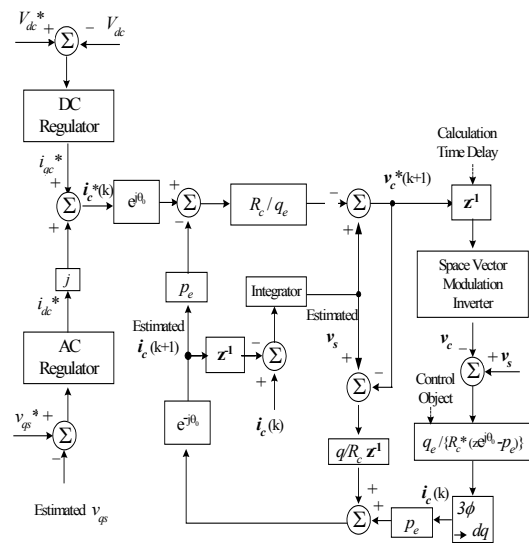 V_dc* + − V_dc
Σ
DC
Regulator
i_qc*
+
Σ
+
i_c*(k)
e^jθ₀
+
Σ
−
R_c / q_e
−
Σ
+
v_c*(k+1)
Calculation
Time Delay
z⁻¹
Space Vector
Modulation
Inverter
j
i_dc*
AC
Regulator
v_qs* +
Σ
−
Estimated v_qs
p_e
Estimated
i_c(k+1)
z⁻¹
−
Σ
+
i_c(k)
Integrator
Estimated
v_s
+
Σ
−
e^-jθ₀
q/R_c z⁻¹
+
+
Σ
v_c
−
Σ
+ v_s
Control
Object
q_e /{R_c*(ze^jθ₀-p_e)}
i_c(k)
p_e
3ϕ
dq